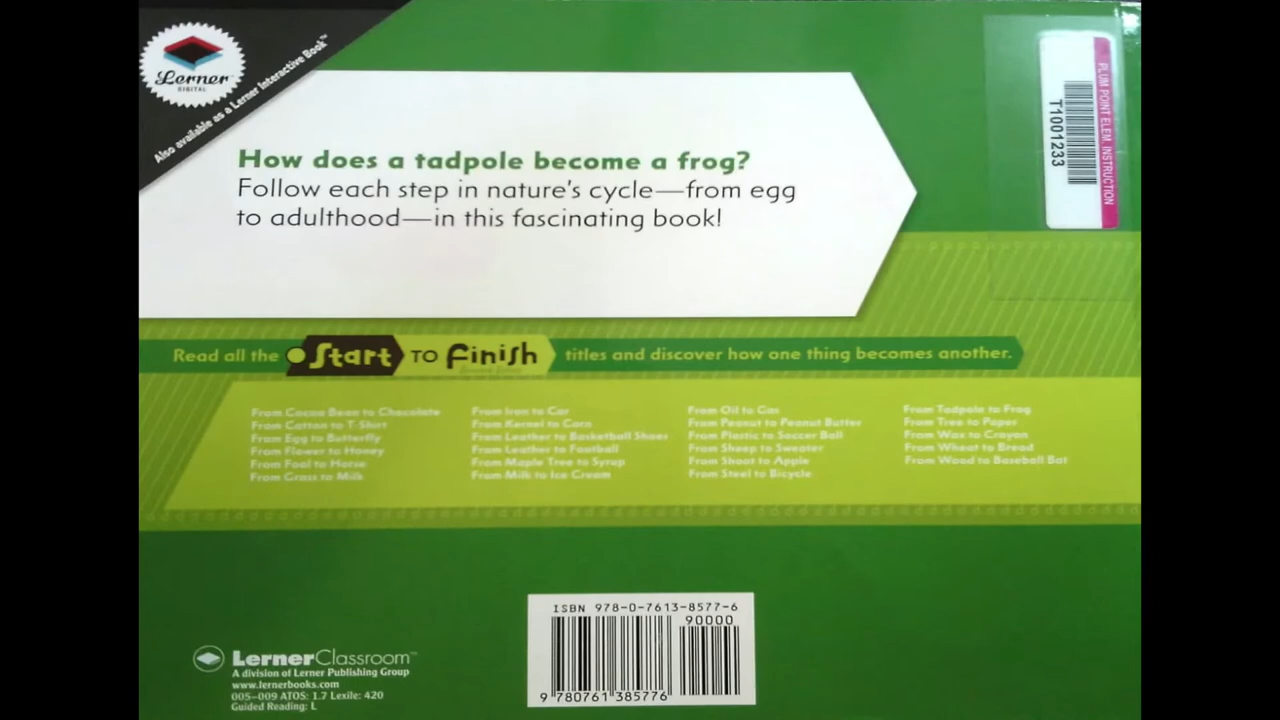 Lerner
DIGITAL
Also available as a Lerner Interactive Book™
PLUM POINT ELEM. INSTRUCTION
T1001233
How does a tadpole become a frog?
Follow each step in nature's cycle—from egg
to adulthood—in this fascinating book!
Read all the Start TO Finish titles and discover how one thing becomes another.
From Cocoa Bean to Chocolate
From Cotton to T-Shirt
From Egg to Butterfly
From Flower to Honey
From Foal to Horse
From Grass to Milk
From Iron to Car
From Kernel to Corn
From Leather to Basketball Shoes
From Leather to Football
From Maple Tree to Syrup
From Milk to Ice Cream
From Oil to Gas
From Peanut to Peanut Butter
From Plastic to Soccer Ball
From Sheep to Sweater
From Shoot to Apple
From Steel to Bicycle
From Tadpole to Frog
From Tree to Paper
From Wax to Crayon
From Wheat to Bread
From Wood to Baseball Bat
LernerClassroom™
A division of Lerner Publishing Group
www.lernerbooks.com
005–009 ATOS: 1.7 Lexile: 420
Guided Reading: L
ISBN 978-0-7613-8577-6
90000
9 780761 385776